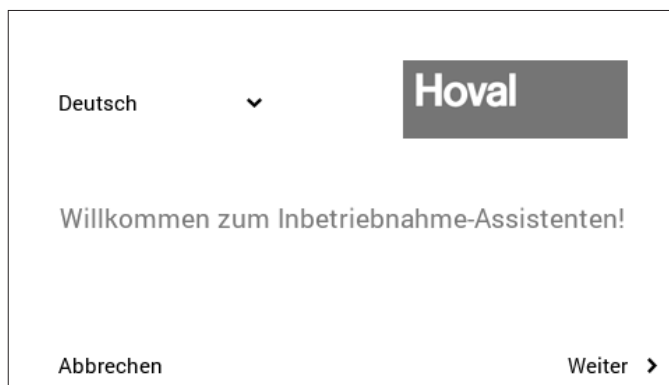 Deutsch
Hoval
Willkommen zum Inbetriebnahme-Assistenten!
Abbrechen
Weiter